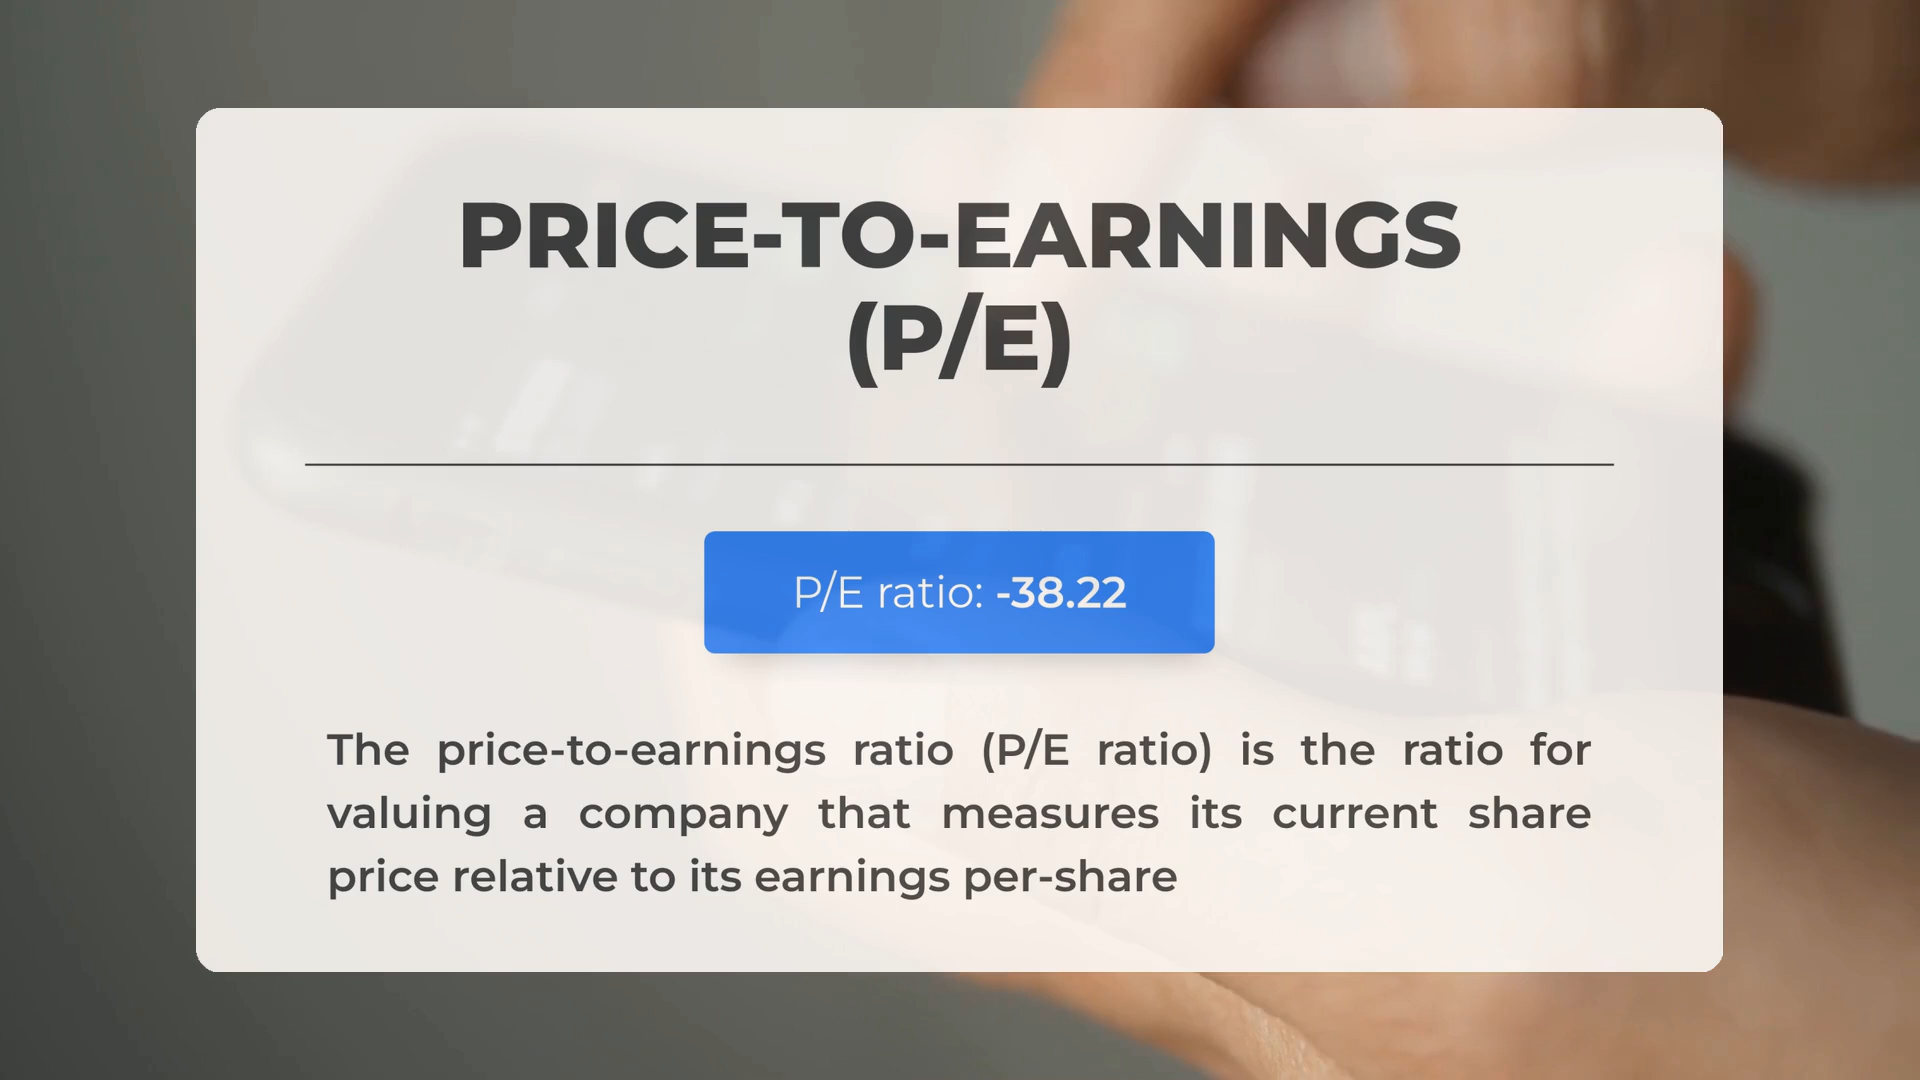 PRICE-TO-EARNINGS
(P/E)
P/E ratio: -38.22
The price-to-earnings ratio (P/E ratio) is the ratio for
valuing a company that measures its current share
price relative to its earnings per-share